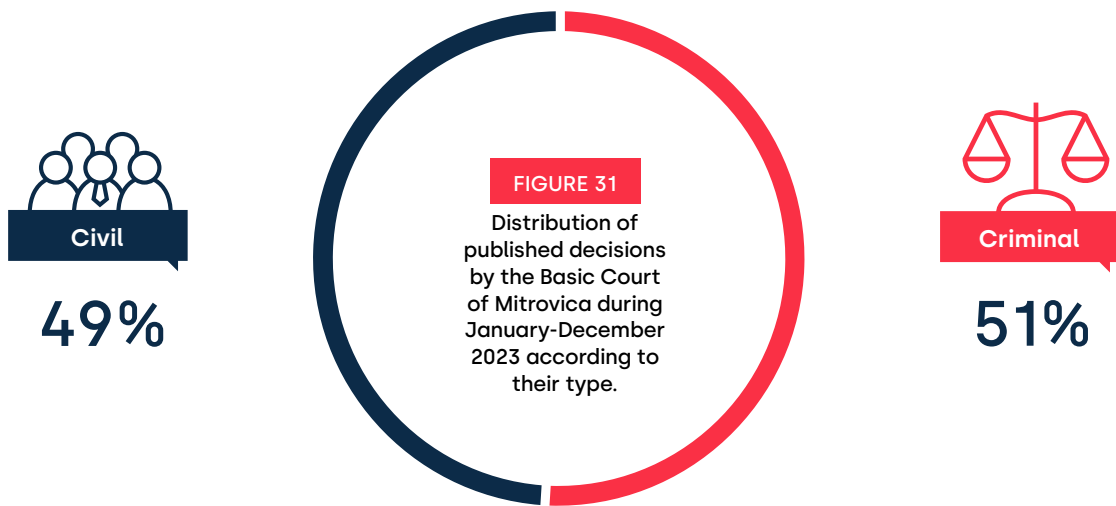 Civil
49%
FIGURE 31
Distribution of
published decisions
by the Basic Court
of Mitrovica during
January-December
2023 according to
their type.
Criminal
51%